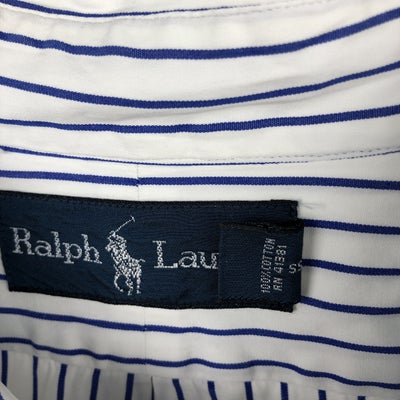 Ralph Lau
100% COTTON
RN 41381